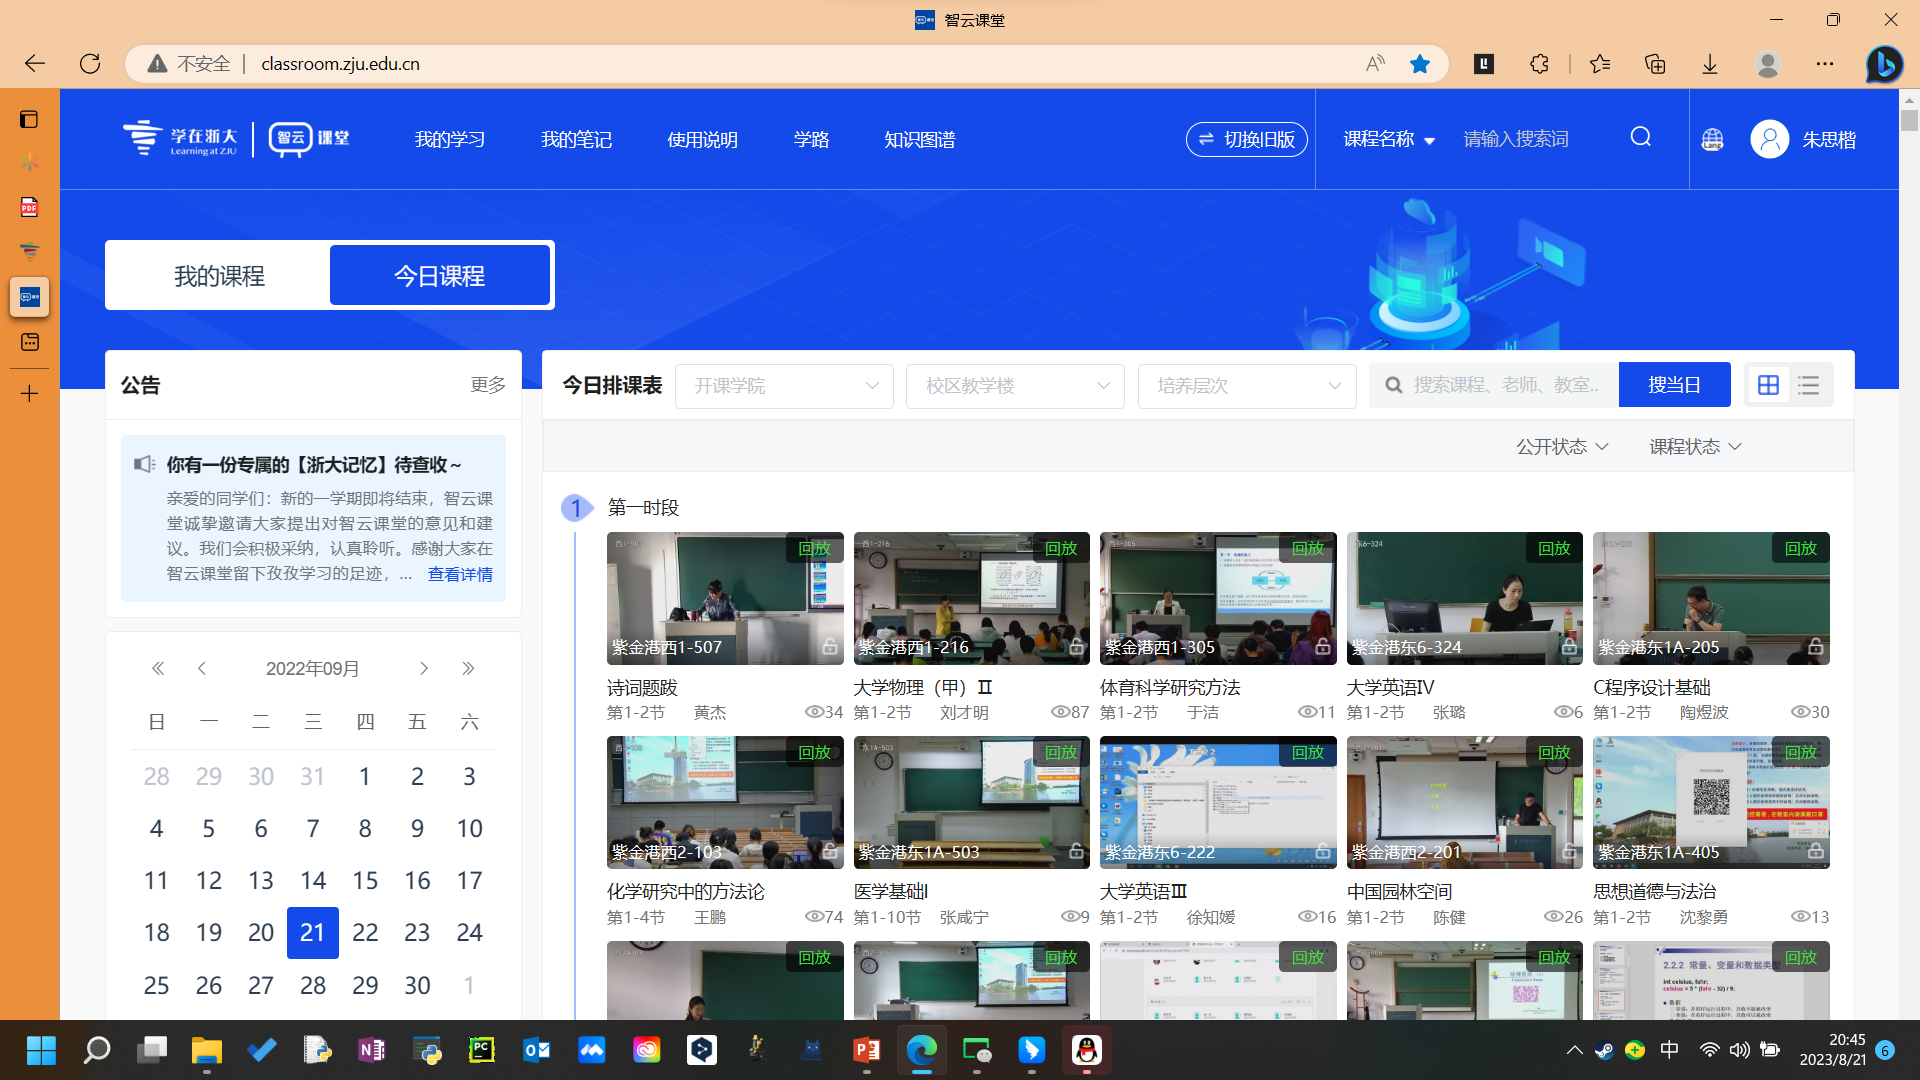 智云课堂
不安全
classroom.zju.edu.cn
学在浙大
Learning at ZJU
智云课堂
我的学习
我的笔记
使用说明
学路
知识图谱
切换旧版
课程名称
请输入搜索词
Lang
朱思楷
我的课程
今日课程
公告
更多
你有一份专属的【浙大记忆】待查收~
亲爱的同学们：新的一学期即将结束，智云课
堂诚挚邀请大家提出对智云课堂的意见和建
议。我们会积极采纳，认真聆听。感谢大家在
智云课堂留下孜孜学习的足迹，... 查看详情
2022年09月
日 一 二 三 四 五 六
28 29 30 31 1 2 3
4 5 6 7 8 9 10
11 12 13 14 15 16 17
18 19 20 21 22 23 24
25 26 27 28 29 30 1
今日排课表
开课学院
校区教学楼
培养层次
搜索课程、老师、教室..
搜当日
公开状态
课程状态
1 第一时段
回放 回放 回放 回放 回放
紫金港西1-507
紫金港西1-216
紫金港西1-305
紫金港东6-324
紫金港东1A-205
诗词题跋
大学物理（甲）Ⅱ
体育科学研究方法
大学英语IV
C程序设计基础
第1-2节 黄杰 34
第1-2节 刘才明 87
第1-2节 于洁 11
第1-2节 张璐 6
第1-2节 陶煜波 30
回放 回放 回放 回放 回放
紫金港西2-103
紫金港东1A-503
紫金港东6-222
紫金港西2-201
紫金港东1A-405
化学研究中的方法论
医学基础I
大学英语Ⅲ
中国园林空间
思想道德与法治
第1-4节 王鹏 74
第1-10节 张咸宁 9
第1-2节 徐知媛 16
第1-2节 陈健 26
第1-2节 沈黎勇 13
回放 回放 回放 回放 回放
2.2.2 常量、变量和数据类型
int celsius, fahr;
celsius = 5 * (fahr - 32) / 9;
中
20:45
2023/8/21
6